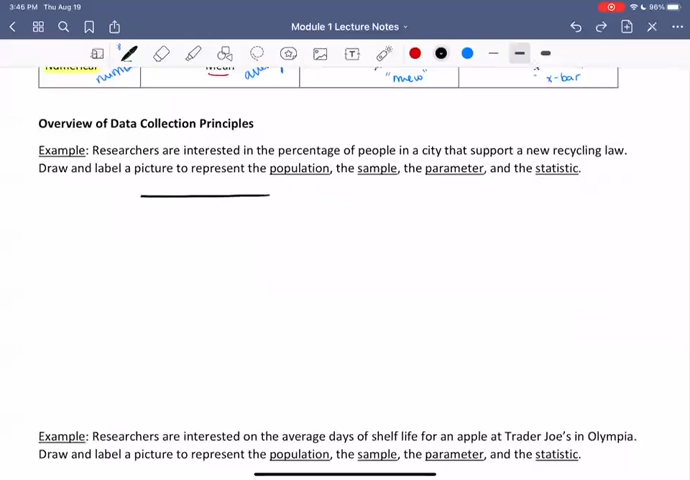 3:46 PM Thu Aug 19
96%
Module 1 Lecture Notes
T
Numerical Mean "mew" x-bar
Overview of Data Collection Principles
Example: Researchers are interested in the percentage of people in a city that support a new recycling law.
Draw and label a picture to represent the population, the sample, the parameter, and the statistic.
Example: Researchers are interested on the average days of shelf life for an apple at Trader Joe's in Olympia.
Draw and label a picture to represent the population, the sample, the parameter, and the statistic.